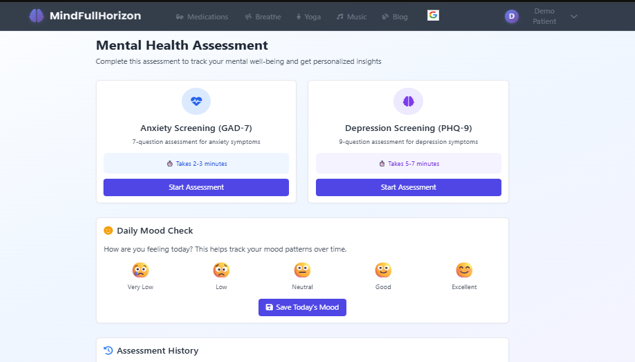 MindFullHorizon
Medications
Breathe
Yoga
Music
Blog
G
D
Demo
Patient
Mental Health Assessment
Complete this assessment to track your mental well-being and get personalized insights
Anxiety Screening (GAD-7)
7-question assessment for anxiety symptoms
Takes 2-3 minutes
Start Assessment
Depression Screening (PHQ-9)
9-question assessment for depression symptoms
Takes 5-7 minutes
Start Assessment
Daily Mood Check
How are you feeling today? This helps track your mood patterns over time.
Very Low
Low
Neutral
Good
Excellent
Save Today's Mood
Assessment History